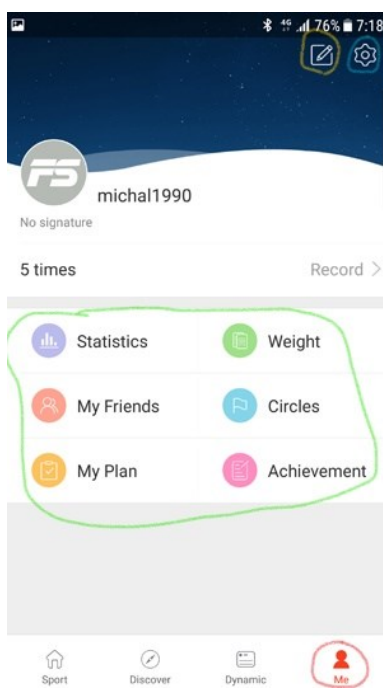 4G 76% 7:18
FS
michal1990
No signature
5 times Record >
Statistics Weight
My Friends Circles
My Plan Achievement
Sport Discover Dynamic Me